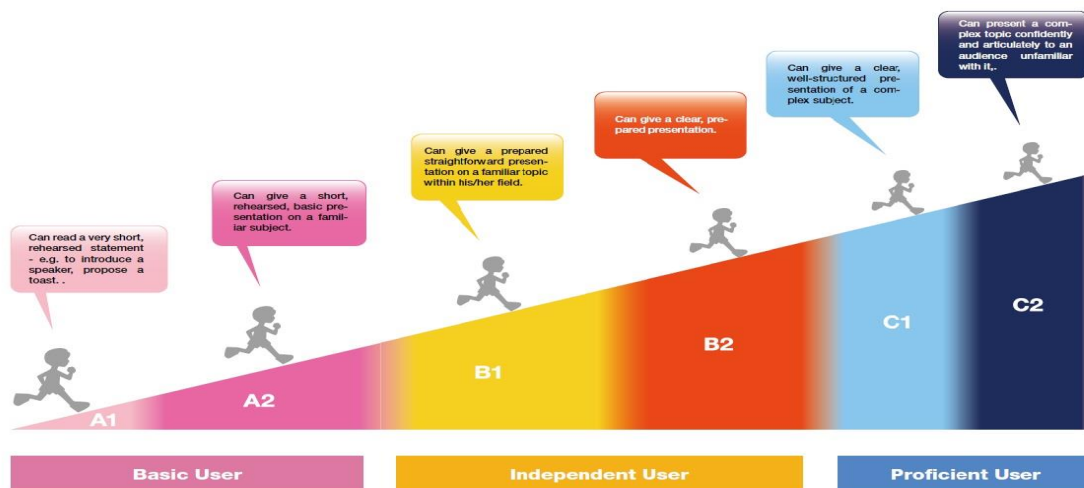 Can read a very short,
rehearsed statement
- e.g. to introduce a
speaker, propose a
toast. .
Can give a short,
rehearsed, basic pre-
sentation on a famil-
iar subject.
Can give a prepared
straightforward presen-
tation on a familiar topic
within his/her field.
Can give a clear, pre-
pared presentation.
Can give a clear,
well-structured pre-
sentation of a com-
plex subject.
Can present a com-
plex topic confidently
and articulately to an
audience unfamiliar
with it,.
A1
A2
B1
B2
C1
C2
Basic User
Independent User
Proficient User